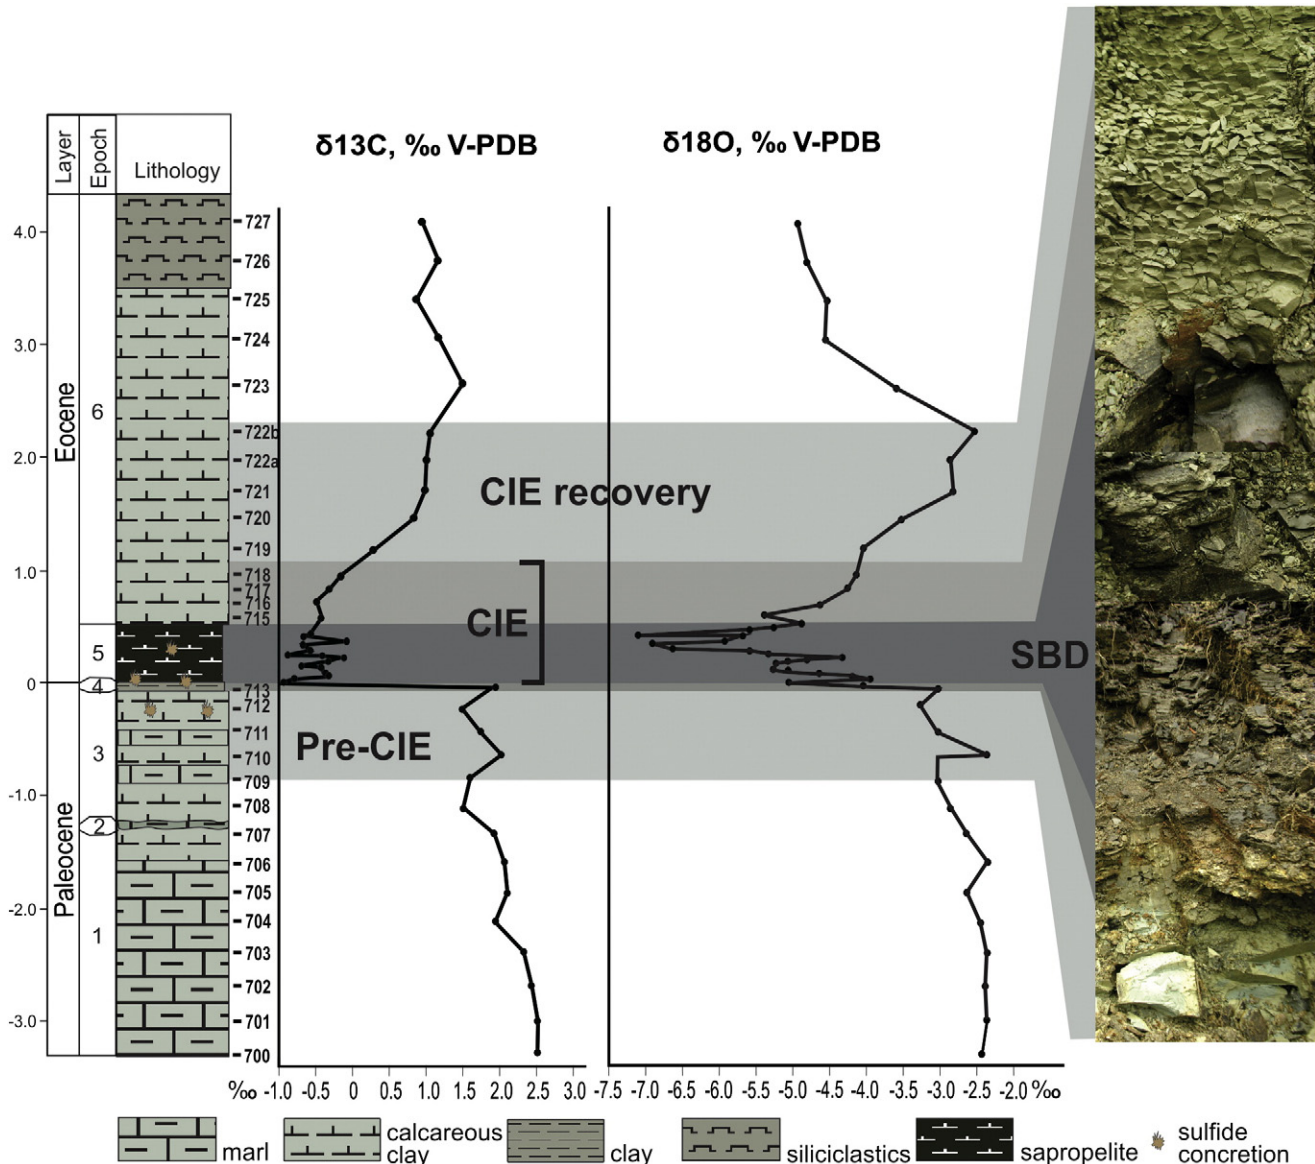 δ13C, ‰ V-PDB
δ18O, ‰ V-PDB
Layer
Epoch
Lithology
4.0
3.0
2.0
1.0
0
-1.0
-2.0
-3.0
Eocene
Paleocene
6
5
4
3
2
1
727
726
725
724
723
722b
722a
721
720
719
718
717
716
715
713
712
711
710
709
708
707
706
705
704
703
702
701
700
CIE recovery
CIE
SBD
Pre-CIE
‰ -1.0 -0.5 0 0.5 1.0 1.5 2.0 2.5 3.0
-7.5 -7.0 -6.5 -6.0 -5.5 -5.0 -4.5 -4.0 -3.5 -3.0 -2.5 -2.0 ‰
marl
calcareous
clay
clay
siliciclastics
sapropelite
sulfide
concretion